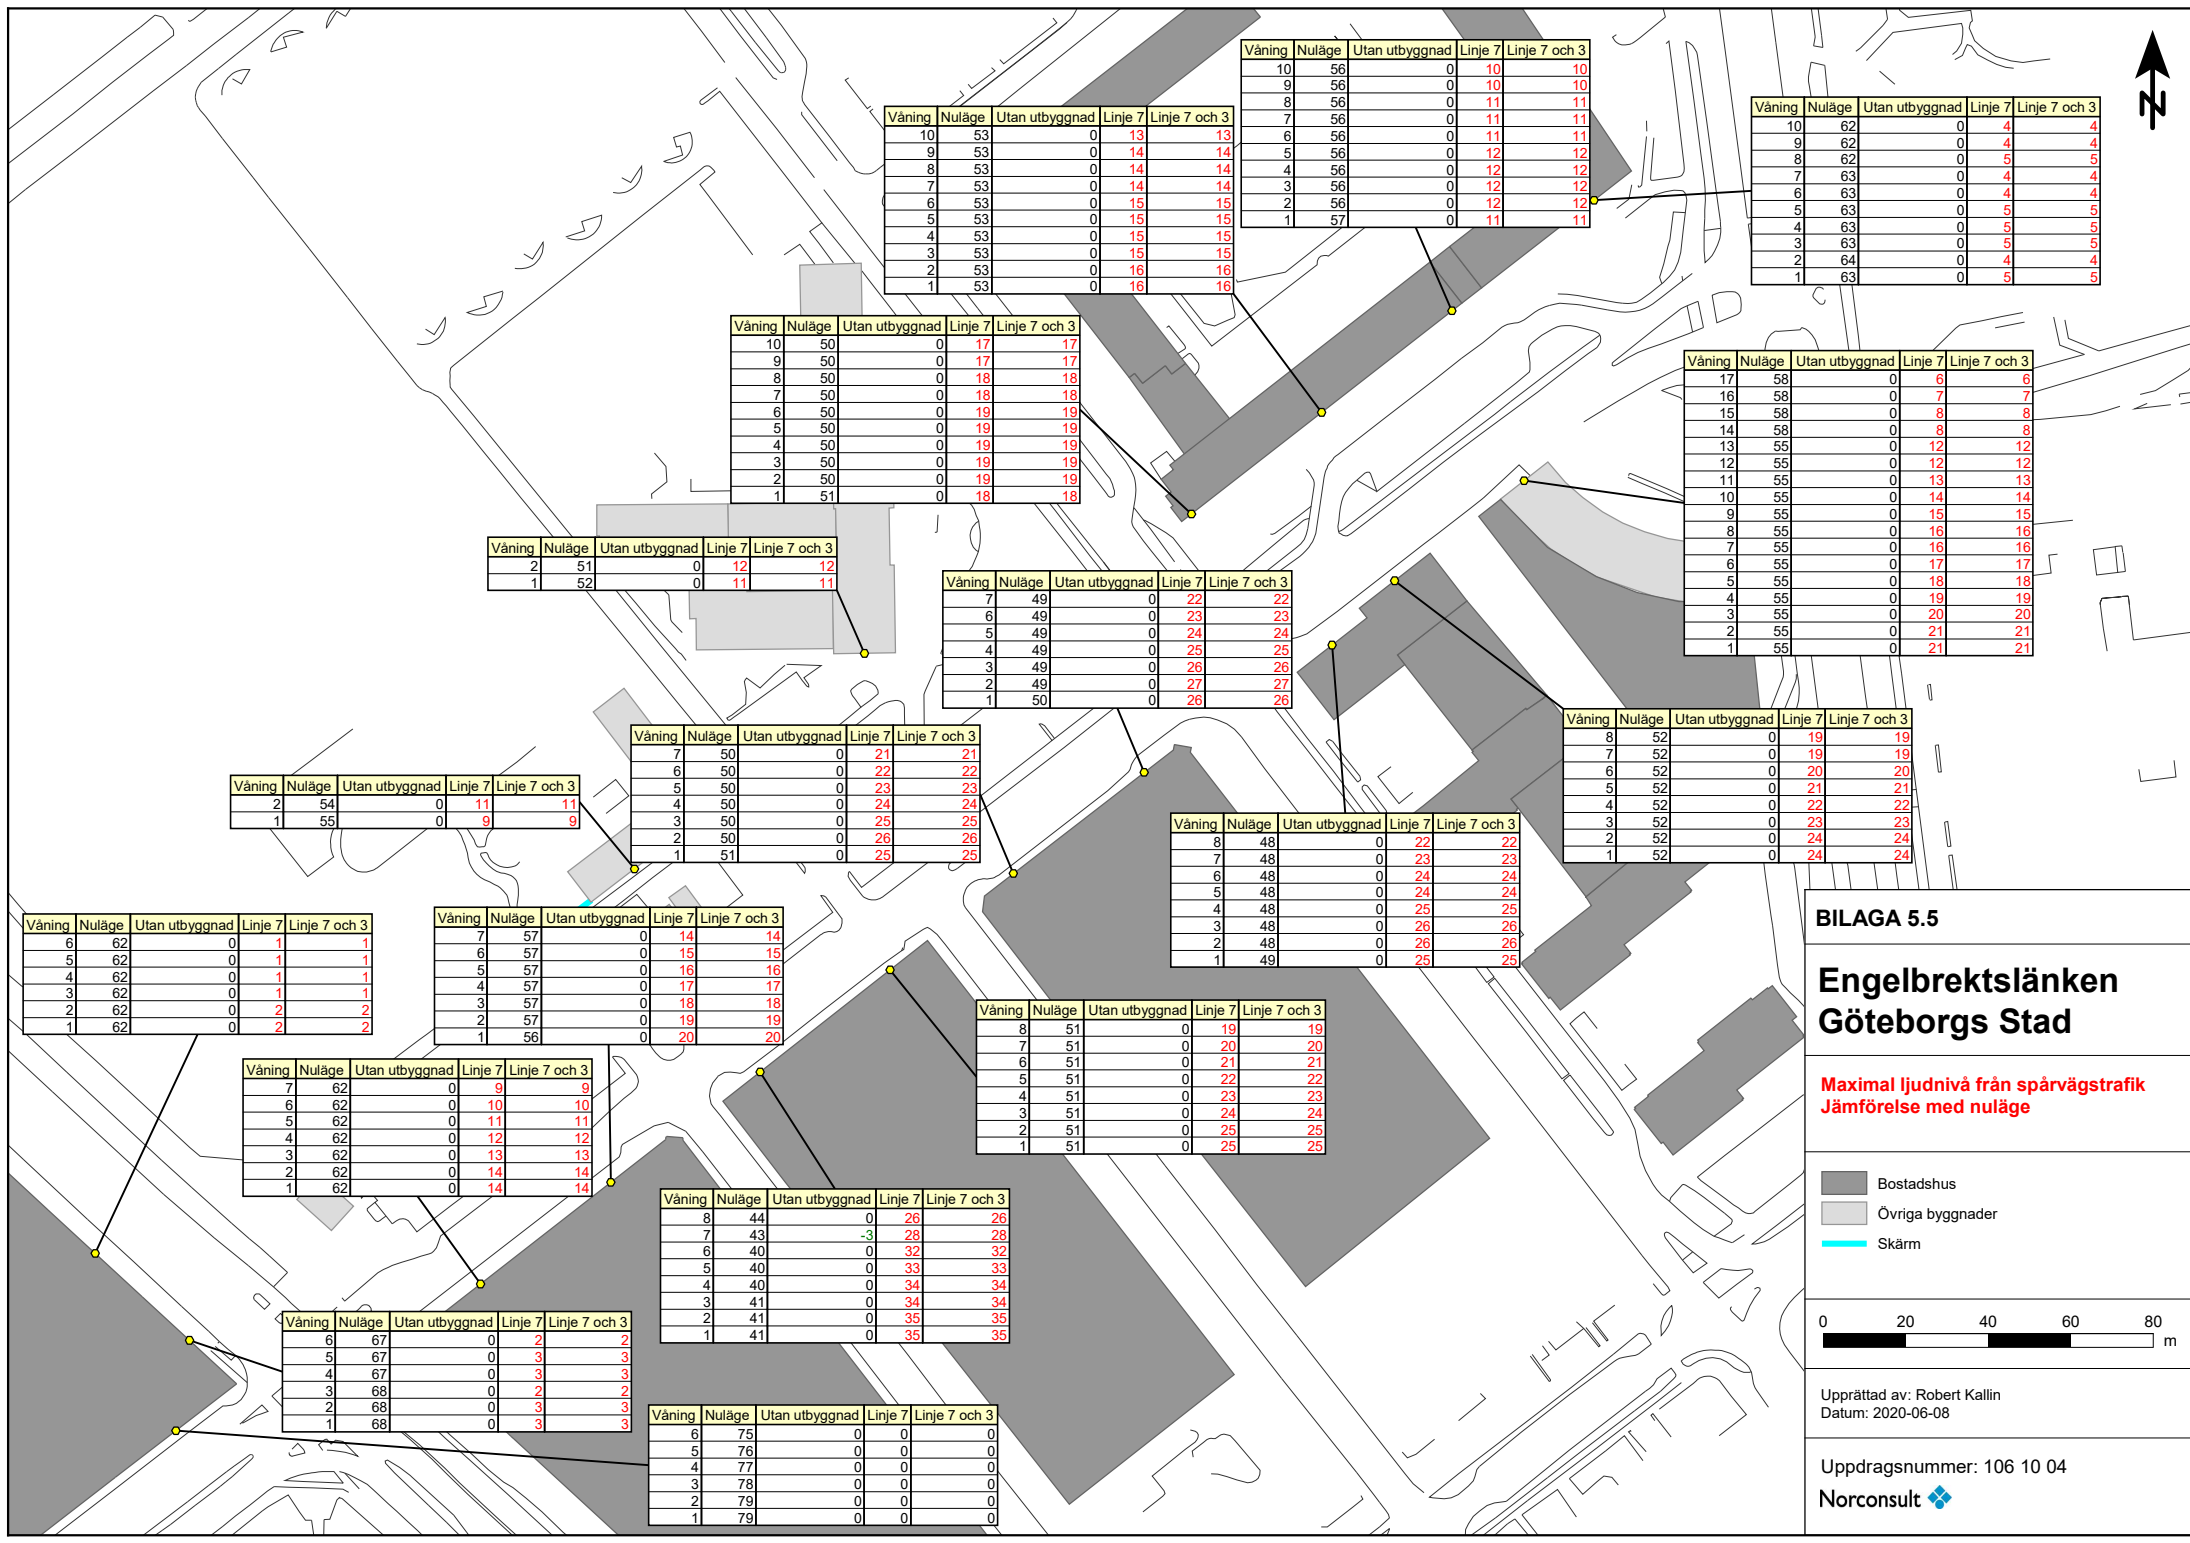 Våning Nuläge Utan utbyggnad Linje 7 Linje 7 och 3
10 56 0 10 10
9 56 0 10 10
8 56 0 11 11
7 56 0 11 11
6 56 0 11 11
5 56 0 12 12
4 56 0 12 12
3 56 0 12 12
2 56 0 12 12
1 57 0 11 11
N
Våning Nuläge Utan utbyggnad Linje 7 Linje 7 och 3
10 62 0 4 4
9 62 0 4 4
8 62 0 5 5
7 63 0 4 4
6 63 0 4 4
5 63 0 5 5
4 63 0 5 5
3 63 0 5 5
2 64 0 4 4
1 63 0 5 5
Våning Nuläge Utan utbyggnad Linje 7 Linje 7 och 3
10 53 0 13 13
9 53 0 14 14
8 53 0 14 14
7 53 0 14 14
6 53 0 15 15
5 53 0 15 15
4 53 0 15 15
3 53 0 15 15
2 53 0 16 16
1 53 0 16 16
Våning Nuläge Utan utbyggnad Linje 7 Linje 7 och 3
10 50 0 17 17
9 50 0 17 17
8 50 0 18 18
7 50 0 18 18
6 50 0 19 19
5 50 0 19 19
4 50 0 19 19
3 50 0 19 19
2 50 0 19 19
1 51 0 18 18
Våning Nuläge Utan utbyggnad Linje 7 Linje 7 och 3
17 58 0 6 6
16 58 0 7 7
15 58 0 8 8
14 58 0 8 8
13 55 0 12 12
12 55 0 12 12
11 55 0 13 13
10 55 0 14 14
9 55 0 15 15
8 55 0 16 16
7 55 0 16 16
6 55 0 17 17
5 55 0 18 18
4 55 0 19 19
3 55 0 20 20
2 55 0 21 21
1 55 0 21 21
Våning Nuläge Utan utbyggnad Linje 7 Linje 7 och 3
2 51 0 12 12
1 52 0 11 11
Våning Nuläge Utan utbyggnad Linje 7 Linje 7 och 3
7 49 0 22 22
6 49 0 23 23
5 49 0 24 24
4 49 0 25 25
3 49 0 26 26
2 49 0 27 27
1 50 0 26 26
Våning Nuläge Utan utbyggnad Linje 7 Linje 7 och 3
8 52 0 19 19
7 52 0 19 19
6 52 0 20 20
5 52 0 21 21
4 52 0 22 22
3 52 0 23 23
2 52 0 24 24
1 52 0 24 24
Våning Nuläge Utan utbyggnad Linje 7 Linje 7 och 3
7 50 0 21 21
6 50 0 22 22
5 50 0 23 23
4 50 0 24 24
3 50 0 25 25
2 50 0 26 26
1 51 0 25 25
Våning Nuläge Utan utbyggnad Linje 7 Linje 7 och 3
2 54 0 11 11
1 55 0 9 9
Våning Nuläge Utan utbyggnad Linje 7 Linje 7 och 3
8 48 0 22 22
7 48 0 23 23
6 48 0 24 24
5 48 0 24 24
4 48 0 25 25
3 48 0 26 26
2 48 0 26 26
1 49 0 25 25
Våning Nuläge Utan utbyggnad Linje 7 Linje 7 och 3
6 62 0 1 1
5 62 0 1 1
4 62 0 1 1
3 62 0 1 1
2 62 0 2 2
1 62 0 2 2
Våning Nuläge Utan utbyggnad Linje 7 Linje 7 och 3
7 57 0 14 14
6 57 0 15 15
5 57 0 16 16
4 57 0 17 17
3 57 0 18 18
2 57 0 19 19
1 56 0 20 20
Våning Nuläge Utan utbyggnad Linje 7 Linje 7 och 3
8 51 0 19 19
7 51 0 20 20
6 51 0 21 21
5 51 0 22 22
4 51 0 23 23
3 51 0 24 24
2 51 0 25 25
1 51 0 25 25
Våning Nuläge Utan utbyggnad Linje 7 Linje 7 och 3
7 62 0 9 9
6 62 0 10 10
5 62 0 11 11
4 62 0 12 12
3 62 0 13 13
2 62 0 14 14
1 62 0 14 14
Våning Nuläge Utan utbyggnad Linje 7 Linje 7 och 3
8 44 0 26 26
7 43 -3 28 28
6 40 0 32 32
5 40 0 33 33
4 40 0 34 34
3 41 0 34 34
2 41 0 35 35
1 41 0 35 35
Våning Nuläge Utan utbyggnad Linje 7 Linje 7 och 3
6 67 0 2 2
5 67 0 3 3
4 67 0 3 3
3 68 0 2 2
2 68 0 3 3
1 68 0 3 3
Våning Nuläge Utan utbyggnad Linje 7 Linje 7 och 3
6 75 0 0 0
5 76 0 0 0
4 77 0 0 0
3 78 0 0 0
2 79 0 0 0
1 79 0 0 0
BILAGA 5.5
Engelbrektslänken
Göteborgs Stad
Maximal ljudnivå från spårvägstrafik
Jämförelse med nuläge
Bostadshus
Övriga byggnader
Skärm
0 20 40 60 80
m
Upprättad av: Robert Kallin
Datum: 2020-06-08
Uppdragsnummer: 106 10 04
Norconsult